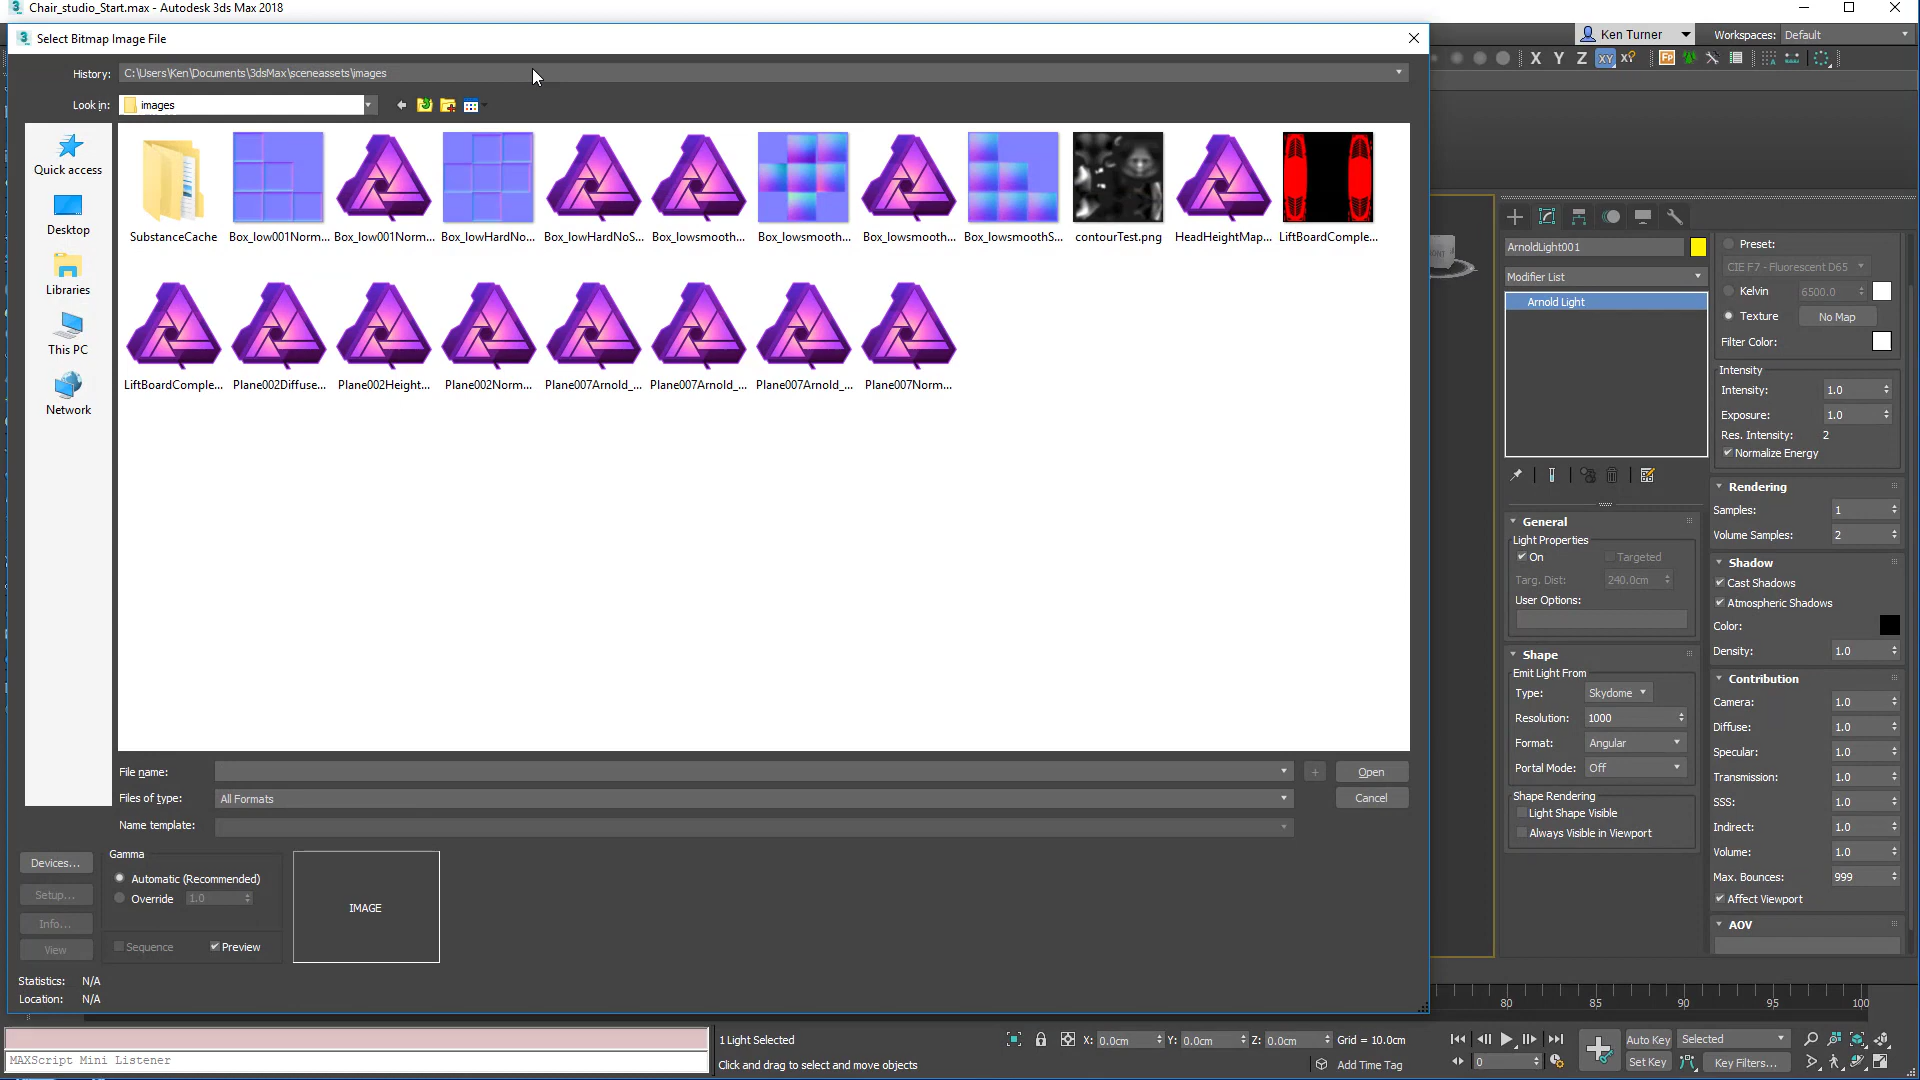 Chair_studio_Start.max - Autodesk 3ds Max 2018
Select Bitmap Image File
Ken Turner
Workspaces: Default
History: C:\Users\Ken\Documents\3dsMax\sceneassets\images
X Y Z XY XY
Look in: images
Quick access
Desktop
Libraries
This PC
Network
SubstanceCache
Box_low001Norm...
Box_low001Norm...
Box_lowHardNo...
Box_lowHardNoS...
Box_lowsmooth...
Box_lowsmooth...
Box_lowsmooth...
Box_lowsmoothS...
contourTest.png
HeadHeightMap...
LiftBoardComple...
LiftBoardComple...
Plane002Diffuse...
Plane002Height...
Plane002Norm...
Plane007Arnold_...
Plane007Arnold_...
Plane007Arnold_...
Plane007Norm...
File name:
Open
Files of type: All Formats
Cancel
Name template:
Devices...
Setup...
Info...
View
Gamma
Automatic (Recommended)
Override 1.0
Sequence
Preview
IMAGE
Statistics: N/A
Location: N/A
ArnoldLight001
Modifier List
Arnold Light
General
Light Properties
On
Targeted
Targ. Dist: 240.0cm
User Options:
Shape
Emit Light From
Type: Skydome
Resolution: 1000
Format: Angular
Portal Mode: Off
Shape Rendering
Light Shape Visible
Always Visible in Viewport
Preset:
CIE F7 - Fluorescent D65
Kelvin 6500.0
Texture No Map
Filter Color:
Intensity
Intensity: 1.0
Exposure: 1.0
Res. Intensity: 2
Normalize Energy
Rendering
Samples: 1
Volume Samples: 2
Shadow
Cast Shadows
Atmospheric Shadows
Color:
Density: 1.0
Contribution
Camera: 1.0
Diffuse: 1.0
Specular: 1.0
Transmission: 1.0
SSS: 1.0
Indirect: 1.0
Volume: 1.0
Max. Bounces: 999
Affect Viewport
AOV
80 85 90 95 100
MAXScript Mini Listener
1 Light Selected
Click and drag to select and move objects
X: 0.0cm Y: 0.0cm Z: 0.0cm Grid = 10.0cm
Add Time Tag
0
Auto Key
Selected
Set Key
Key Filters...